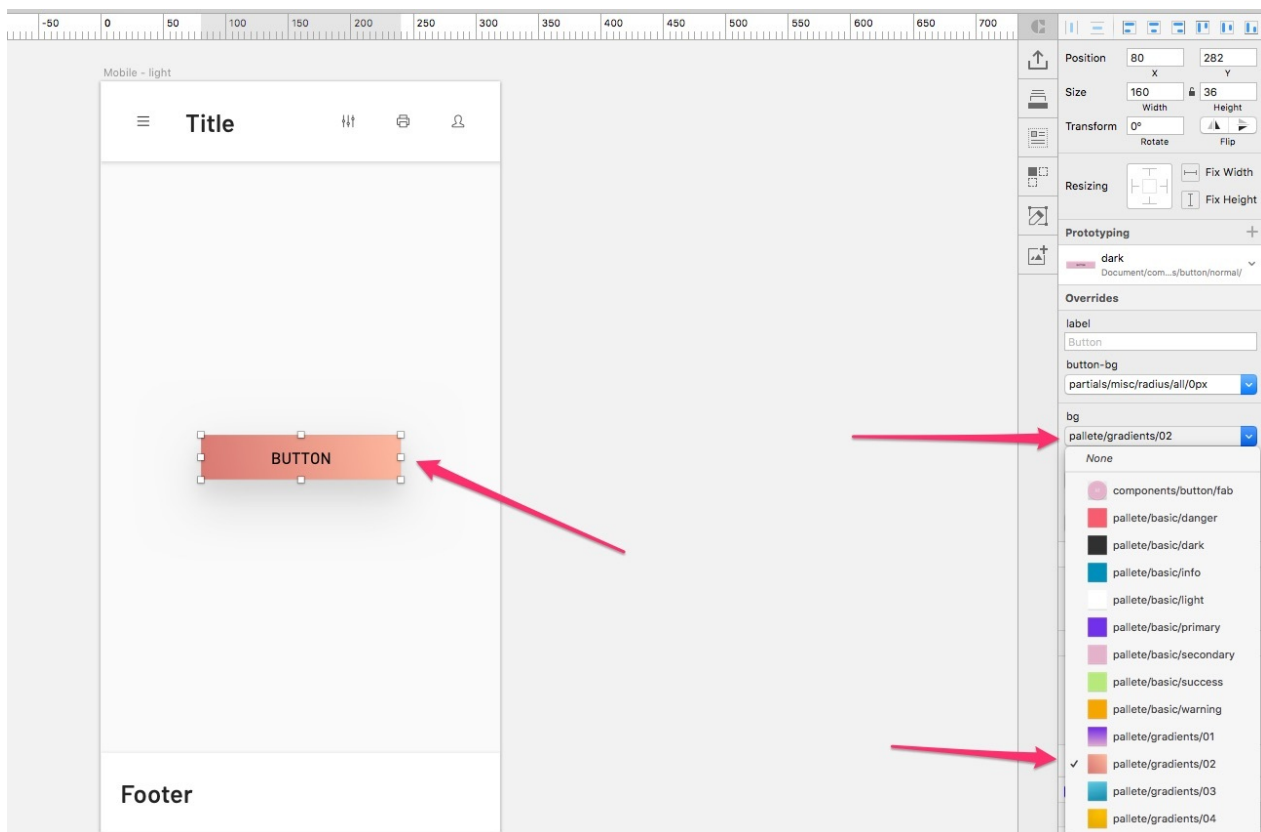 -50 0 50 100 150 200 250 300 350 400 450 500 550 600 650 700
Mobile - light
Title
BUTTON
Footer
Position 80 282
X Y
Size 160 36
Width Height
Transform 0°
Rotate Flip
Resizing
Fix Width
Fix Height
Prototyping
dark
Document/com...s/button/normal/
Overrides
label
Button
button-bg
partials/misc/radius/all/0px
bg
pallete/gradients/02
None
components/button/fab
pallete/basic/danger
pallete/basic/dark
pallete/basic/info
pallete/basic/light
pallete/basic/primary
pallete/basic/secondary
pallete/basic/success
pallete/basic/warning
pallete/gradients/01
✓ pallete/gradients/02
pallete/gradients/03
pallete/gradients/04